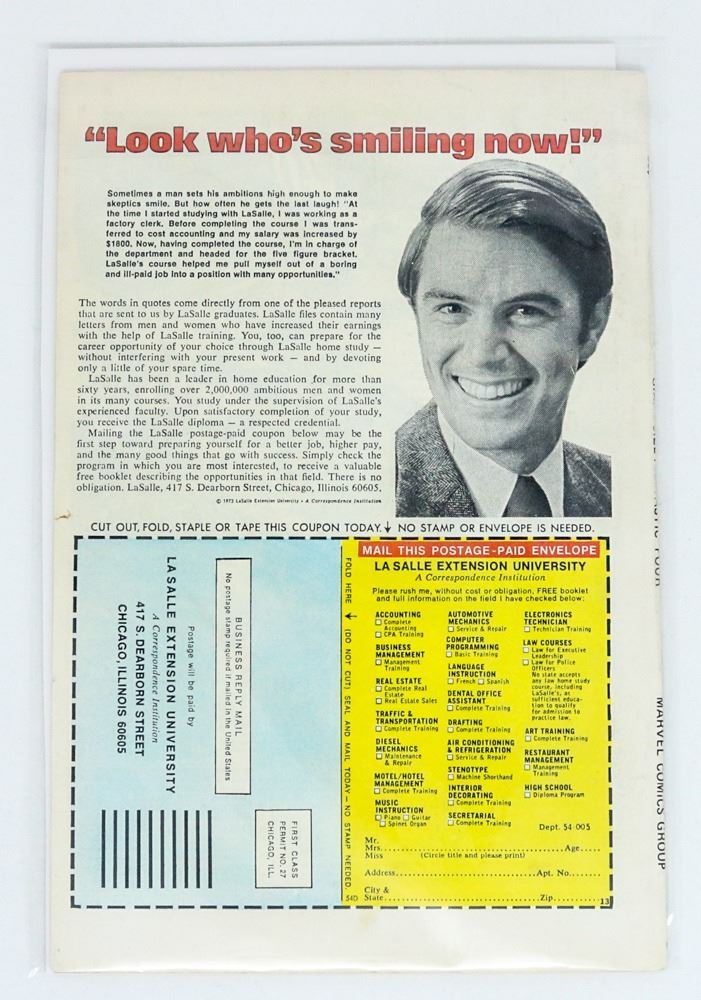 “Look who's smiling now!”
Sometimes a man sets his ambitions high enough to make
skeptics smile. But how often he gets the last laugh! "At
the time I started studying with LaSalle, I was working as a
factory clerk. Before completing the course I was trans-
ferred to cost accounting and my salary was increased by
$1800. Now, having completed the course, I'm in charge of
the department and headed for the five figure bracket.
LaSalle's course helped me pull myself out of a boring
and ill-paid job into a position with many opportunities."
The words in quotes come directly from one of the pleased reports
that are sent to us by LaSalle graduates. LaSalle files contain many
letters from men and women who have increased their earnings
with the help of LaSalle training. You, too, can prepare for the
career opportunity of your choice through LaSalle home study —
without interfering with your present work — and by devoting
only a little of your spare time.
LaSalle has been a leader in home education for more than
sixty years, enrolling over 2,000,000 ambitious men and women
in its many courses. You study under the supervision of LaSalle's
experienced faculty. Upon satisfactory completion of your study,
you receive the LaSalle diploma — a respected credential.
Mailing the LaSalle postage-paid coupon below may be the
first step toward preparing yourself for a better job, higher pay,
and the many good things that go with success. Simply check the
program in which you are most interested, to receive a valuable
free booklet describing the opportunities in that field. There is no
obligation. LaSalle, 417 S. Dearborn Street, Chicago, Illinois 60605.
© 1973 LaSalle Extension University • A Correspondence Institution
CUT OUT, FOLD, STAPLE OR TAPE THIS COUPON TODAY. ↓ NO STAMP OR ENVELOPE IS NEEDED.
BUSINESS REPLY MAIL
No postage stamp required if mailed in the United States
Postage will be paid by
LA SALLE EXTENSION UNIVERSITY
A Correspondence Institution
417 S. DEARBORN STREET
CHICAGO, ILLINOIS 60605
FIRST CLASS
PERMIT NO. 27
CHICAGO, ILL.
FOLD HERE ↓ (DO NOT CUT) SEAL AND MAIL TODAY — NO STAMP NEEDED.
MAIL THIS POSTAGE-PAID ENVELOPE
LA SALLE EXTENSION UNIVERSITY
A Correspondence Institution
Please rush me, without cost or obligation, FREE booklet
and full information on the field I have checked below:
ACCOUNTING
☐ Complete
Accounting
☐ CPA Training
BUSINESS
MANAGEMENT
☐ Management
Training
REAL ESTATE
☐ Complete Real
Estate
☐ Real Estate Sales
TRAFFIC &
TRANSPORTATION
☐ Complete Training
DIESEL
MECHANICS
☐ Maintenance
& Repair
MOTEL/HOTEL
MANAGEMENT
☐ Complete Training
MUSIC
INSTRUCTION
☐ Piano ☐ Guitar
☐ Spinet Organ
AUTOMOTIVE
MECHANICS
☐ Service & Repair
COMPUTER
PROGRAMMING
☐ Basic Training
LANGUAGE
INSTRUCTION
☐ French ☐ Spanish
DENTAL OFFICE
ASSISTANT
☐ Complete Training
DRAFTING
☐ Complete Training
AIR CONDITIONING
& REFRIGERATION
☐ Service & Repair
STENOTYPE
☐ Machine Shorthand
INTERIOR
DECORATING
☐ Complete Training
SECRETARIAL
☐ Complete Training
ELECTRONICS
TECHNICIAN
☐ Technician Training
LAW COURSES
☐ Law for Executive
Leadership
☐ Law for Police
Officers
No state accepts
any law home study
course, including
LaSalle's, as
sufficient educa-
tion to qualify
for admission to
practice law.
ART TRAINING
☐ Complete Training
RESTAURANT
MANAGEMENT
☐ Management
Training
HIGH SCHOOL
☐ Diploma Program
Dept. 54-005
Mr.
Mrs. Age
Miss (Circle title and please print)
Address Apt. No.
City &
State Zip
54D
13
MARVEL COMICS GROUP